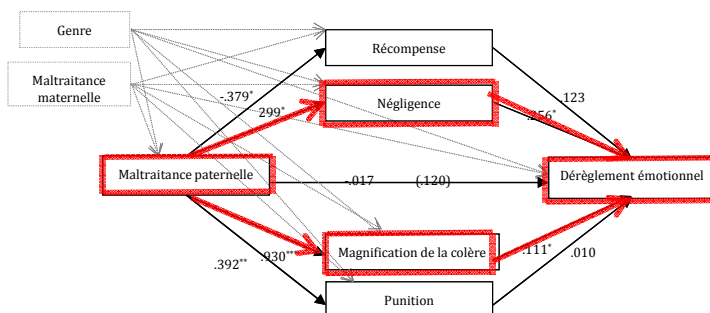 Genre
Récompense
Maltraitance
maternelle
-.379*
.123
Négligence
299*
.256*
Maltraitance paternelle
-.017
(.120)
Dérèglement émotionnel
Magnification de la colère
.392**
.930**
.111*
.010
Punition